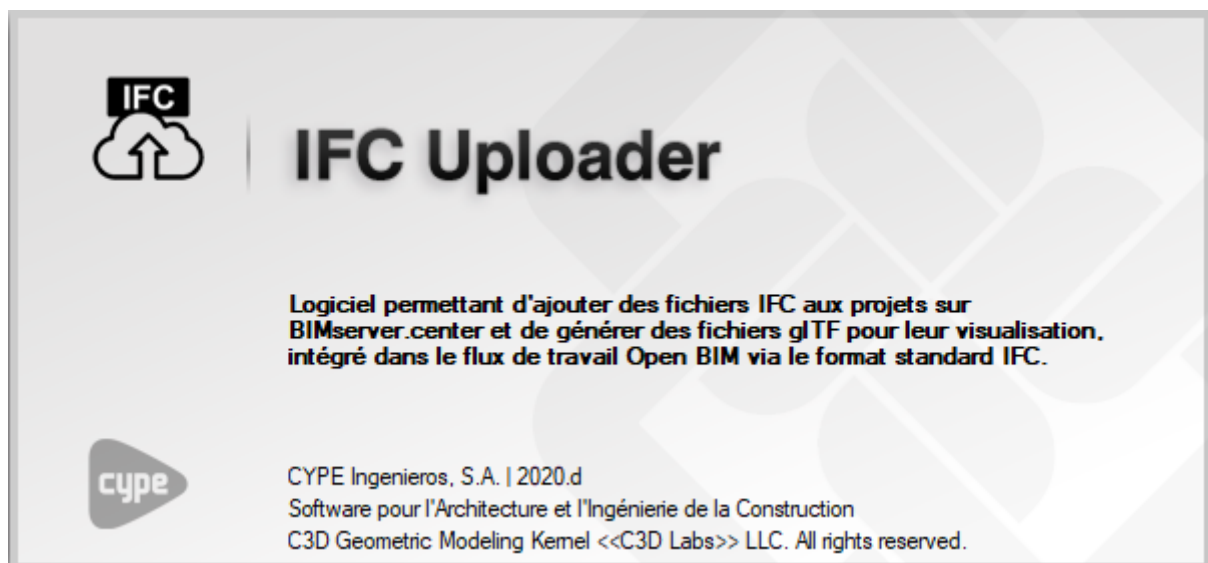 IFC
IFC Uploader
Logiciel permettant d'ajouter des fichiers IFC aux projets sur
BIMserver.center et de générer des fichiers glTF pour leur visualisation,
intégré dans le flux de travail Open BIM via le format standard IFC.
cype
CYPE Ingenieros, S.A. | 2020.d
Software pour l'Architecture et l'Ingénierie de la Construction
C3D Geometric Modeling Kernel <<C3D Labs>> LLC. All rights reserved.